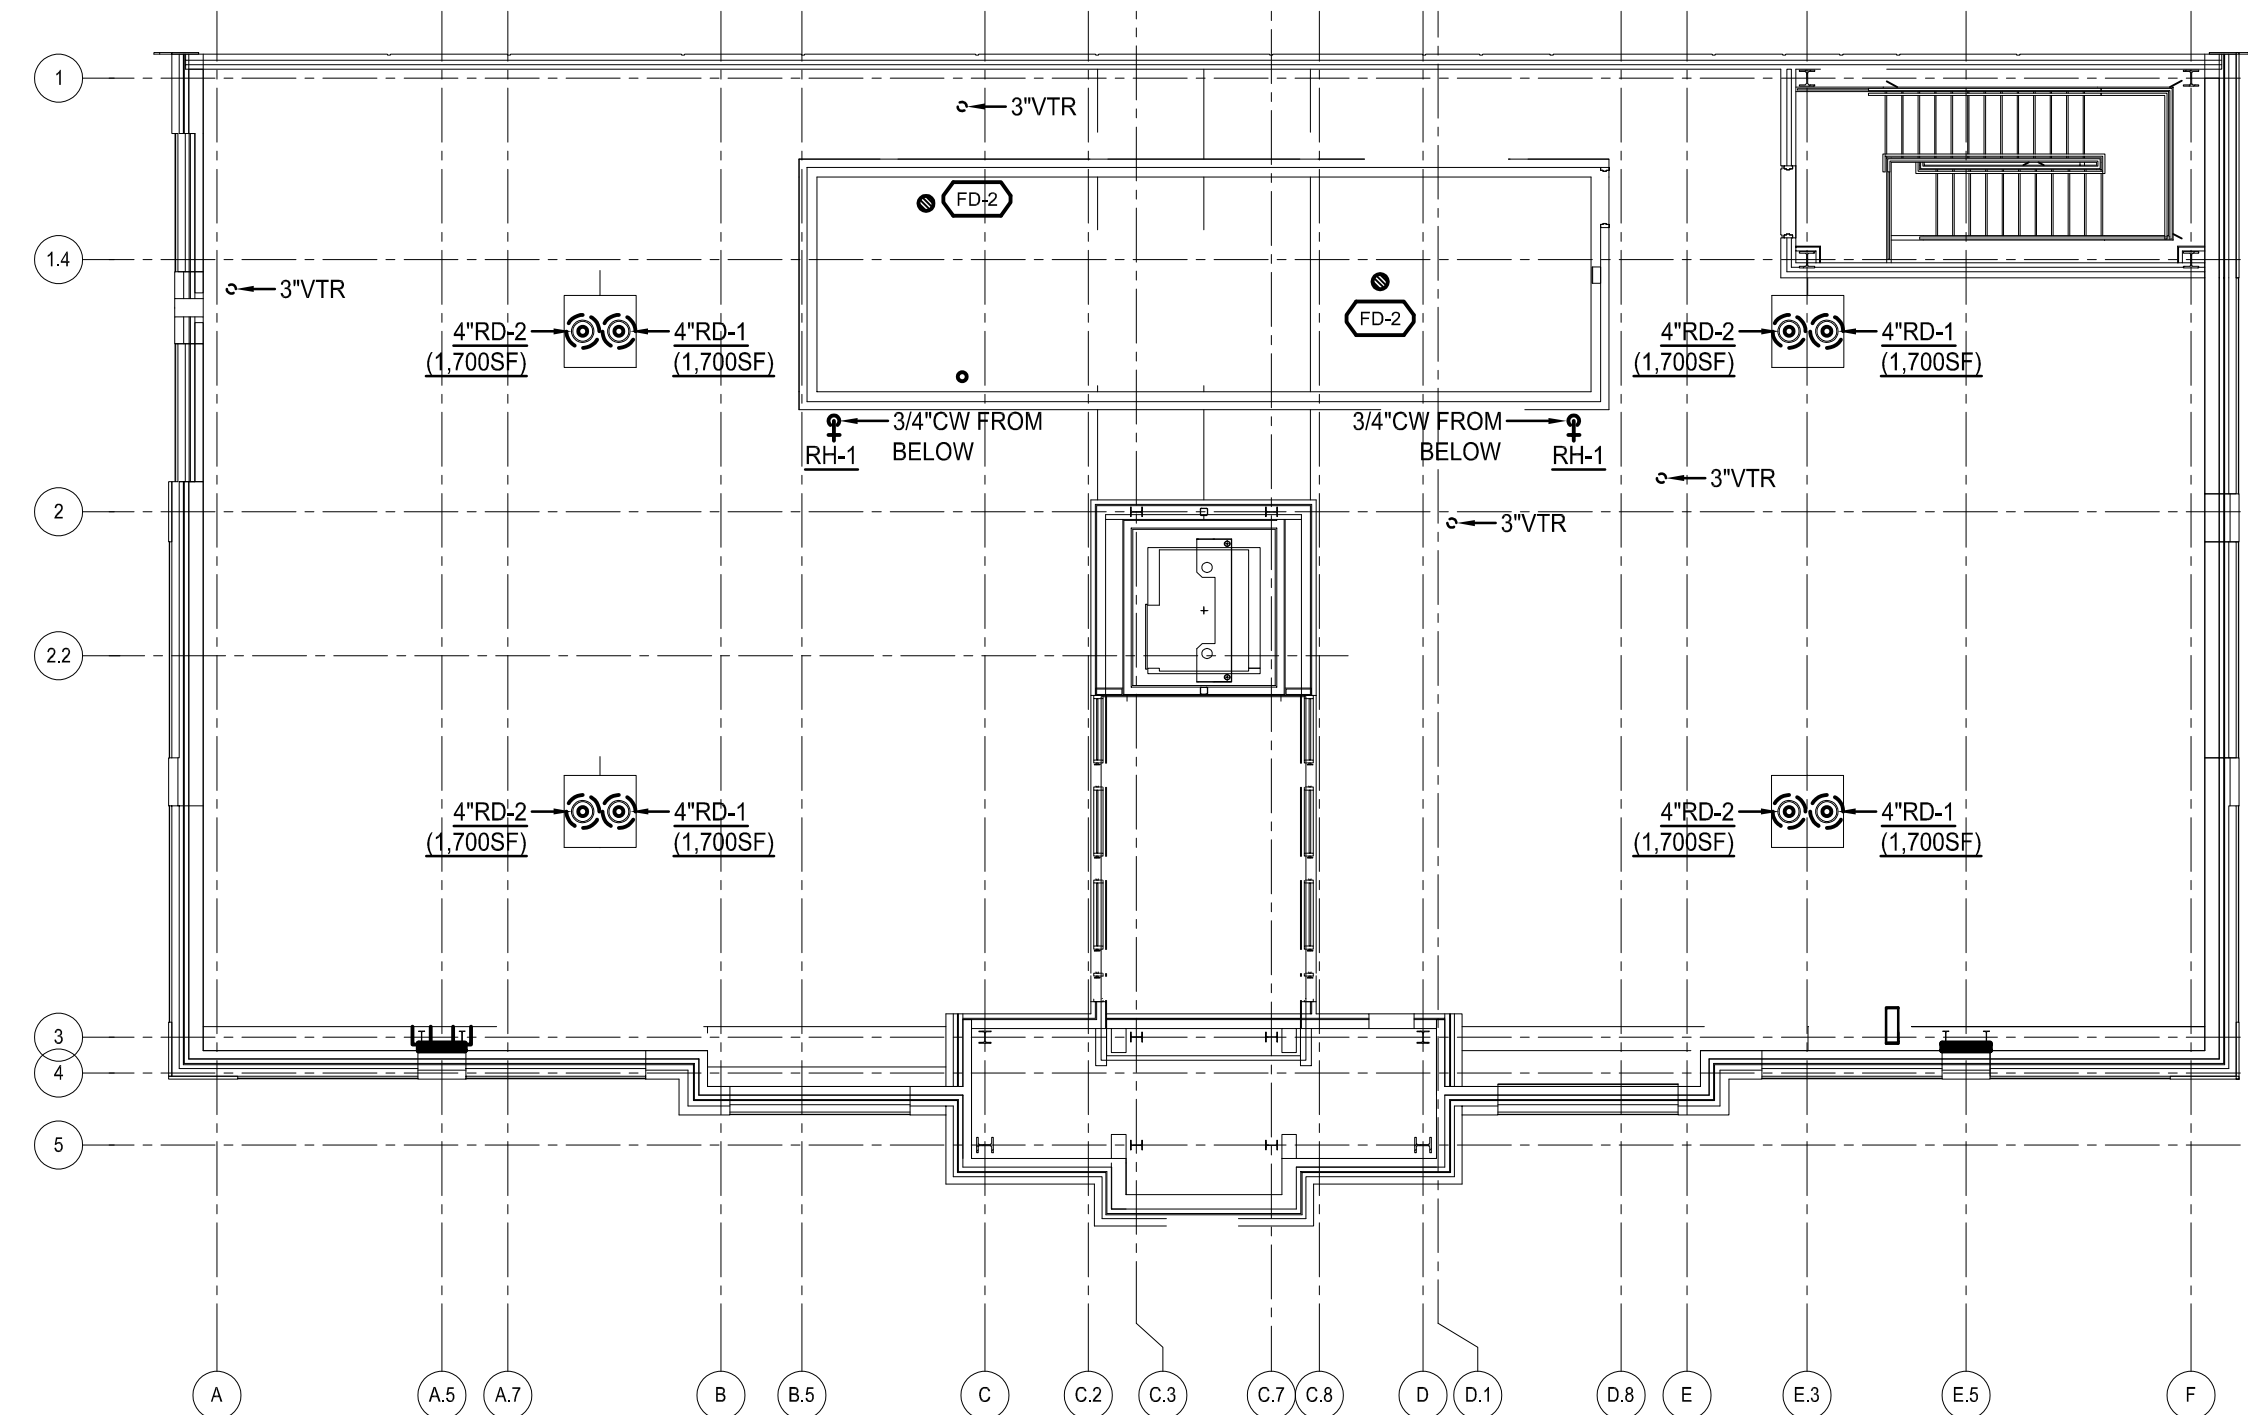 1
3"VTR
FD-2
1.4
3"VTR
FD-2
4"RD-2
(1,700SF)
4"RD-1
(1,700SF)
4"RD-2
(1,700SF)
4"RD-1
(1,700SF)
3/4"CW FROM
BELOW
RH-1
3/4"CW FROM
BELOW
RH-1
3"VTR
2
3"VTR
2.2
4"RD-2
(1,700SF)
4"RD-1
(1,700SF)
4"RD-2
(1,700SF)
4"RD-1
(1,700SF)
3
4
5
A
A.5
A.7
B
B.5
C
C.2
C.3
C.7
C.8
D
D.1
D.8
E
E.3
E.5
F